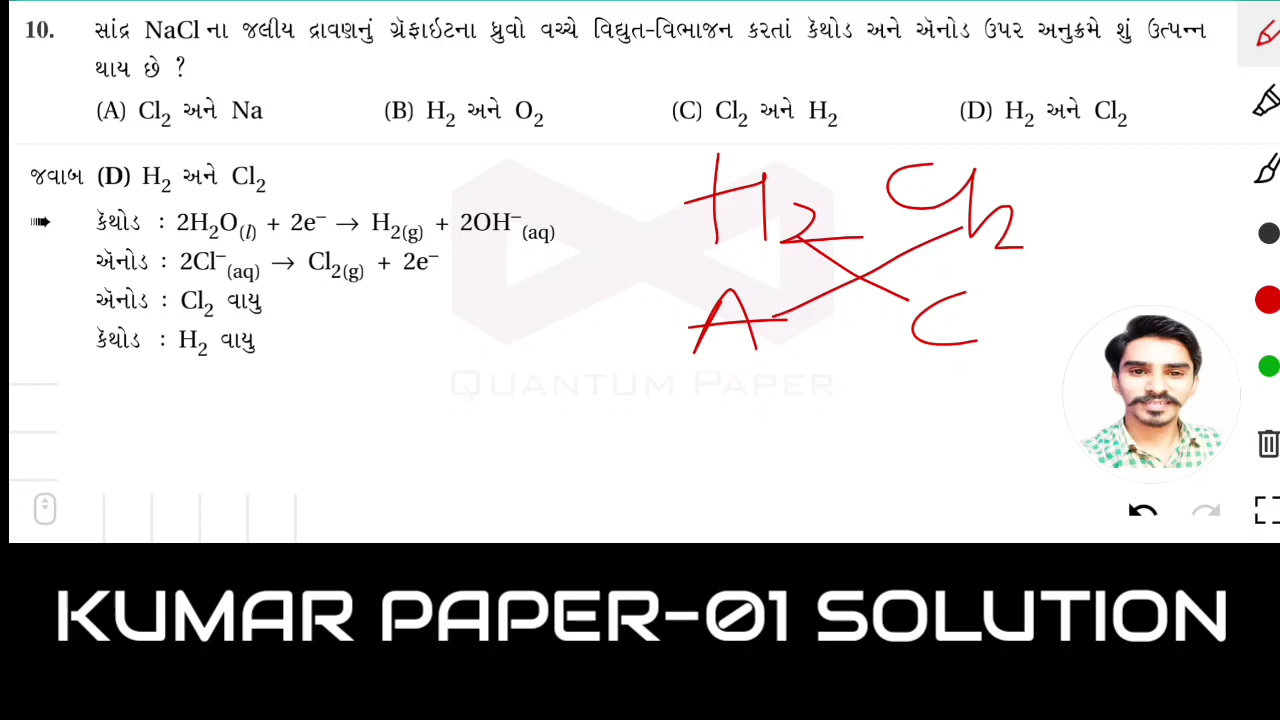 10. સાંદ્ર NaCl ના જલીય દ્રાવણનું ગ્રૅફાઇટના ધ્રુવો વચ્ચે વિદ્યુત-વિભાજન કરતાં કૅથોડ અને ઍનોડ ઉપર અનુક્રમે શું ઉત્પન્ન
થાય છે ?
(A) Cl₂ અને Na (B) H₂ અને O₂ (C) Cl₂ અને H₂ (D) H₂ અને Cl₂
જવાબ (D) H₂ અને Cl₂
➠ કૅથોડ : 2H₂O(l) + 2e⁻ → H₂(g) + 2OH⁻(aq)
ઍનોડ : 2Cl⁻(aq) → Cl₂(g) + 2e⁻
ઍનોડ : Cl₂ વાયુ
કૅથોડ : H₂ વાયુ
H₂ Cl₂
A C
QUANTUM PAPER
KUMAR PAPER-01 SOLUTION